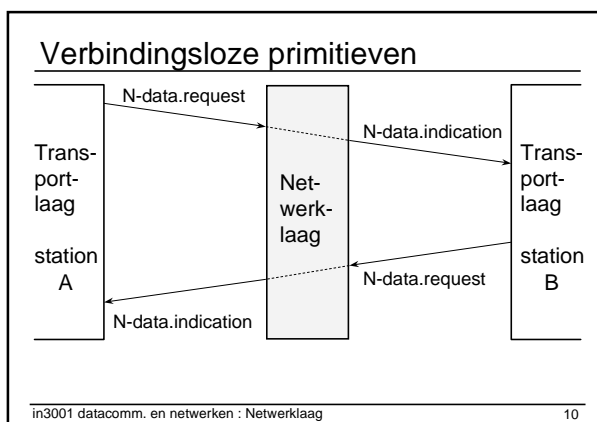 Verbindingsloze primitieven
N-data.request
N-data.indication
Trans-
port-
laag
station
A
Net-
werk-
laag
Trans-
port-
laag
station
B
N-data.request
N-data.indication
in3001 datacomm. en netwerken : Netwerklaag
10